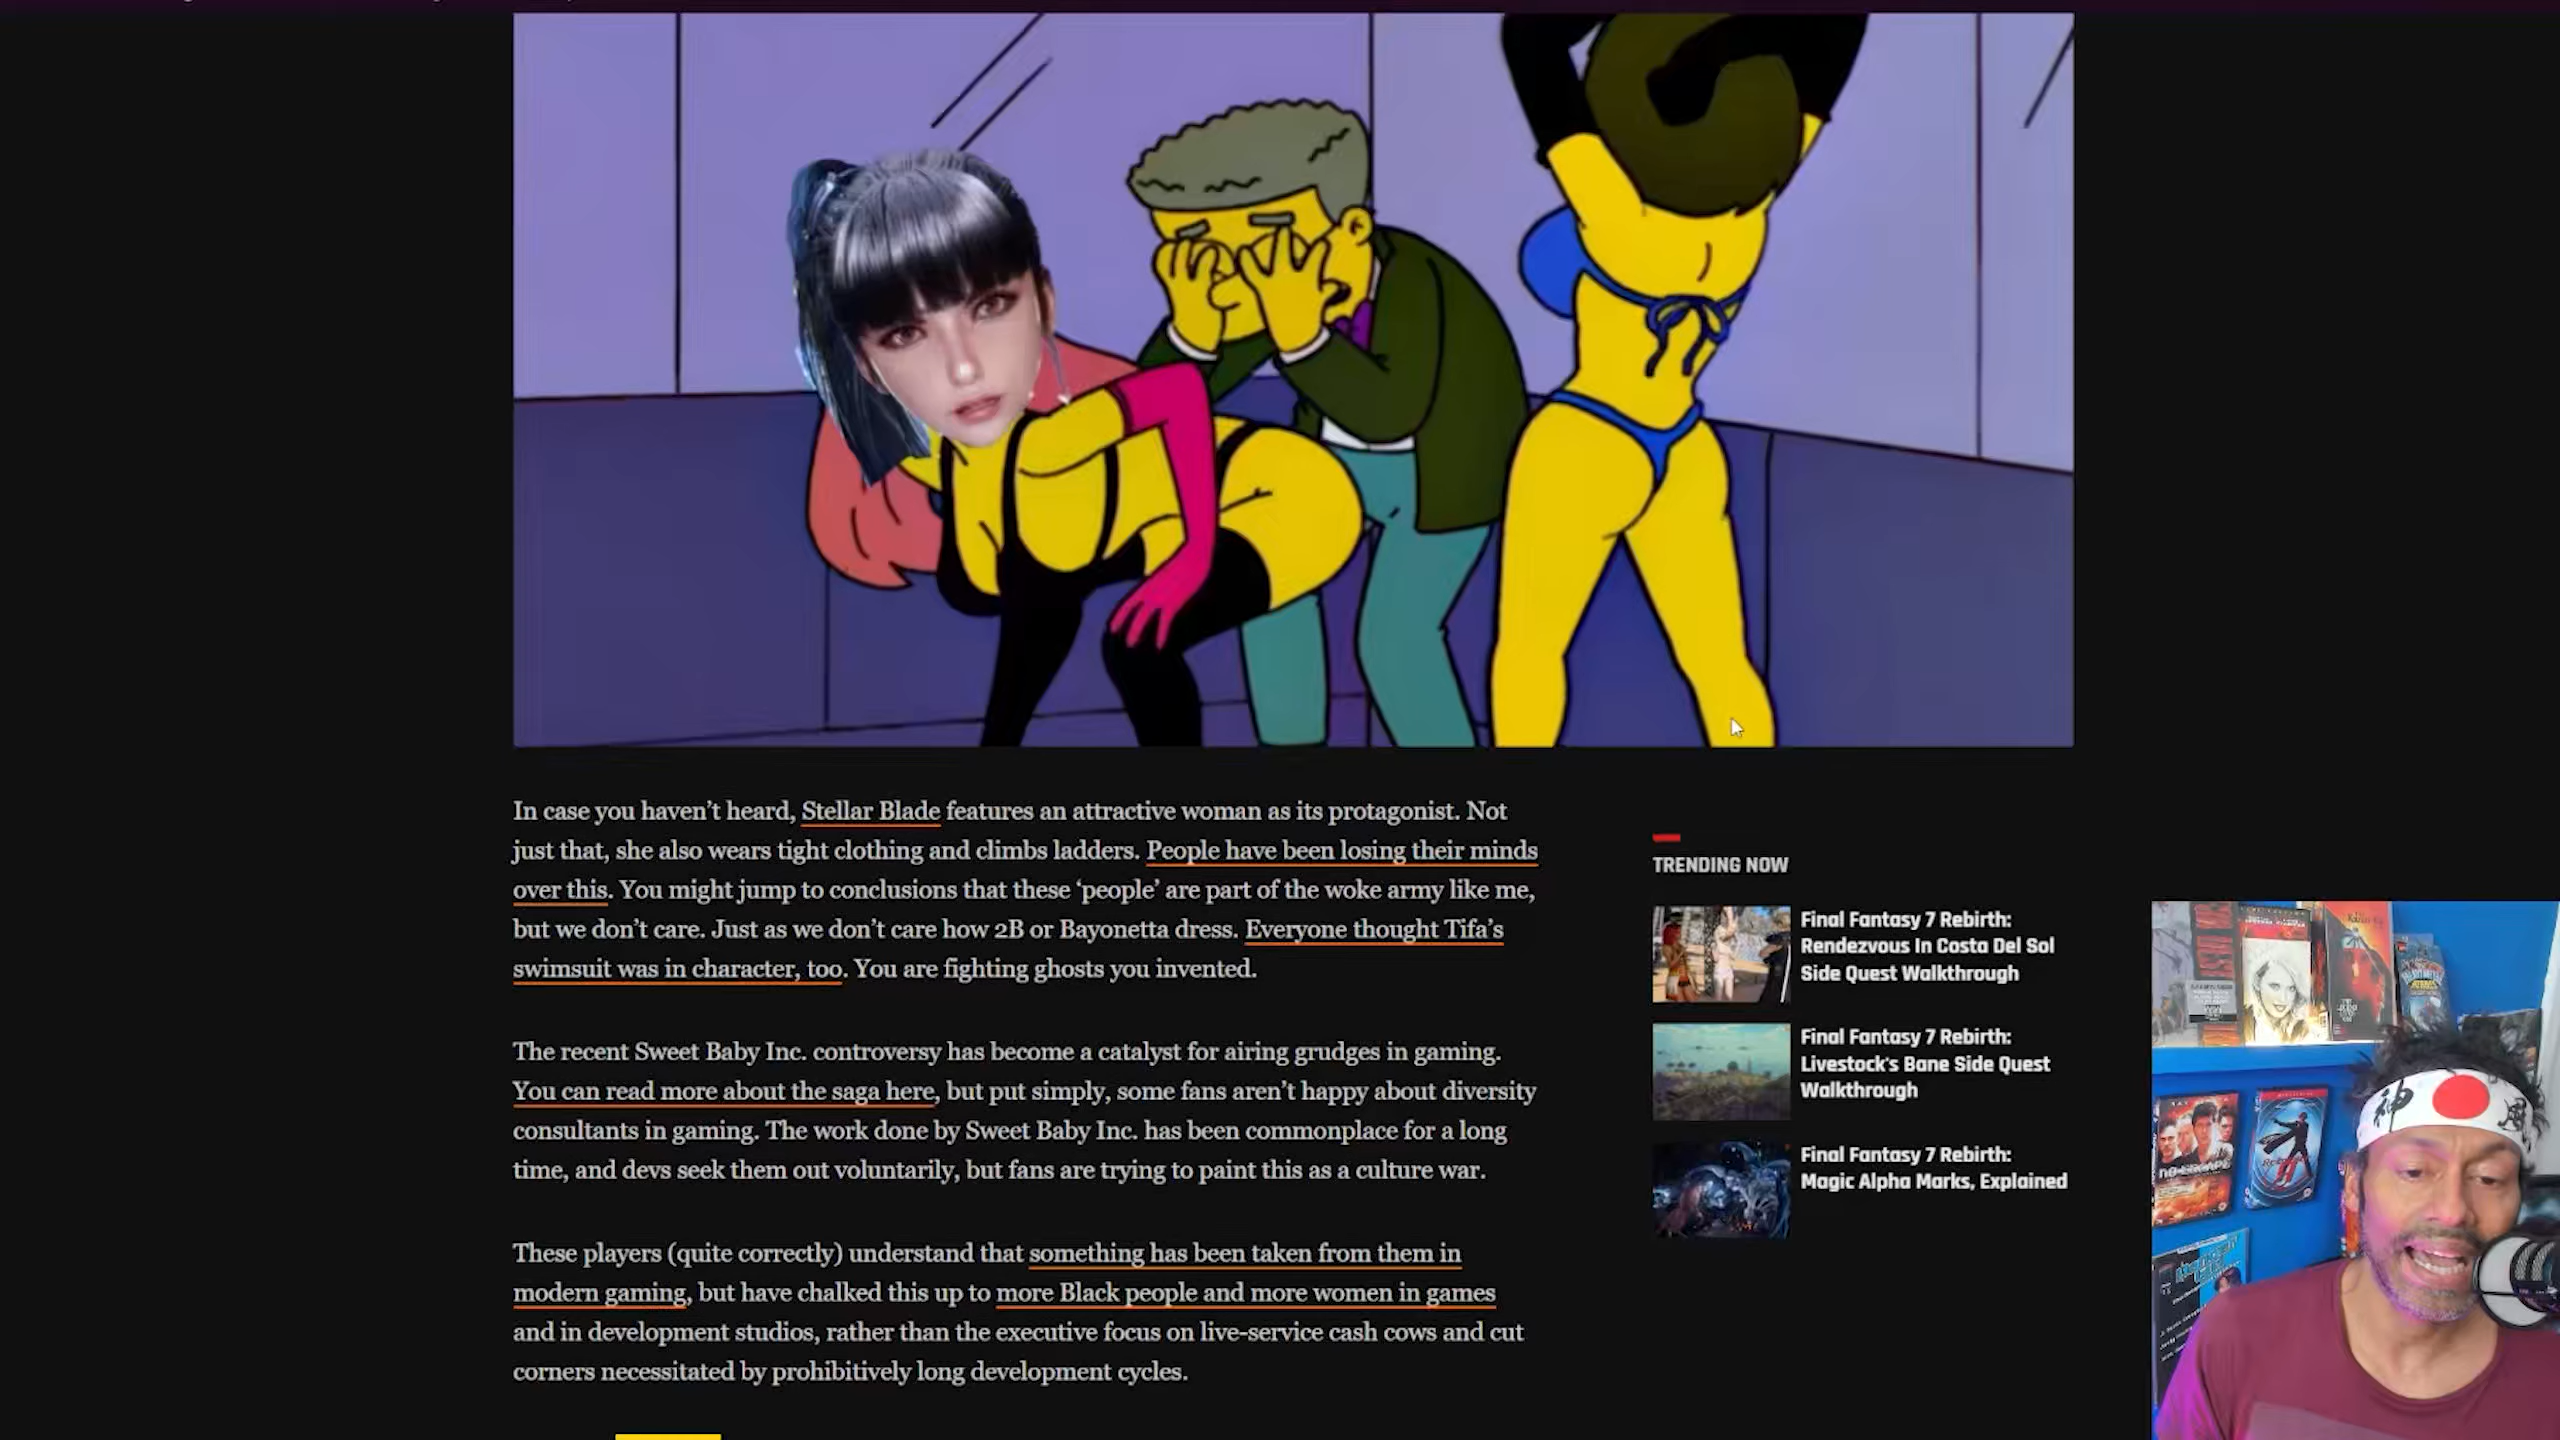 In case you haven't heard, Stellar Blade features an attractive woman as its protagonist. Not
just that, she also wears tight clothing and climbs ladders. People have been losing their minds
over this. You might jump to conclusions that these 'people' are part of the woke army like me,
but we don't care. Just as we don't care how 2B or Bayonetta dress. Everyone thought Tifa's
swimsuit was in character, too. You are fighting ghosts you invented.
The recent Sweet Baby Inc. controversy has become a catalyst for airing grudges in gaming.
You can read more about the saga here, but put simply, some fans aren't happy about diversity
consultants in gaming. The work done by Sweet Baby Inc. has been commonplace for a long
time, and devs seek them out voluntarily, but fans are trying to paint this as a culture war.
These players (quite correctly) understand that something has been taken from them in
modern gaming, but have chalked this up to more Black people and more women in games
and in development studios, rather than the executive focus on live-service cash cows and cut
corners necessitated by prohibitively long development cycles.
TRENDING NOW
Final Fantasy 7 Rebirth:
Rendezvous In Costa Del Sol
Side Quest Walkthrough
Final Fantasy 7 Rebirth:
Livestock's Bane Side Quest
Walkthrough
Final Fantasy 7 Rebirth:
Magic Alpha Marks, Explained
NO ESCAPE
神